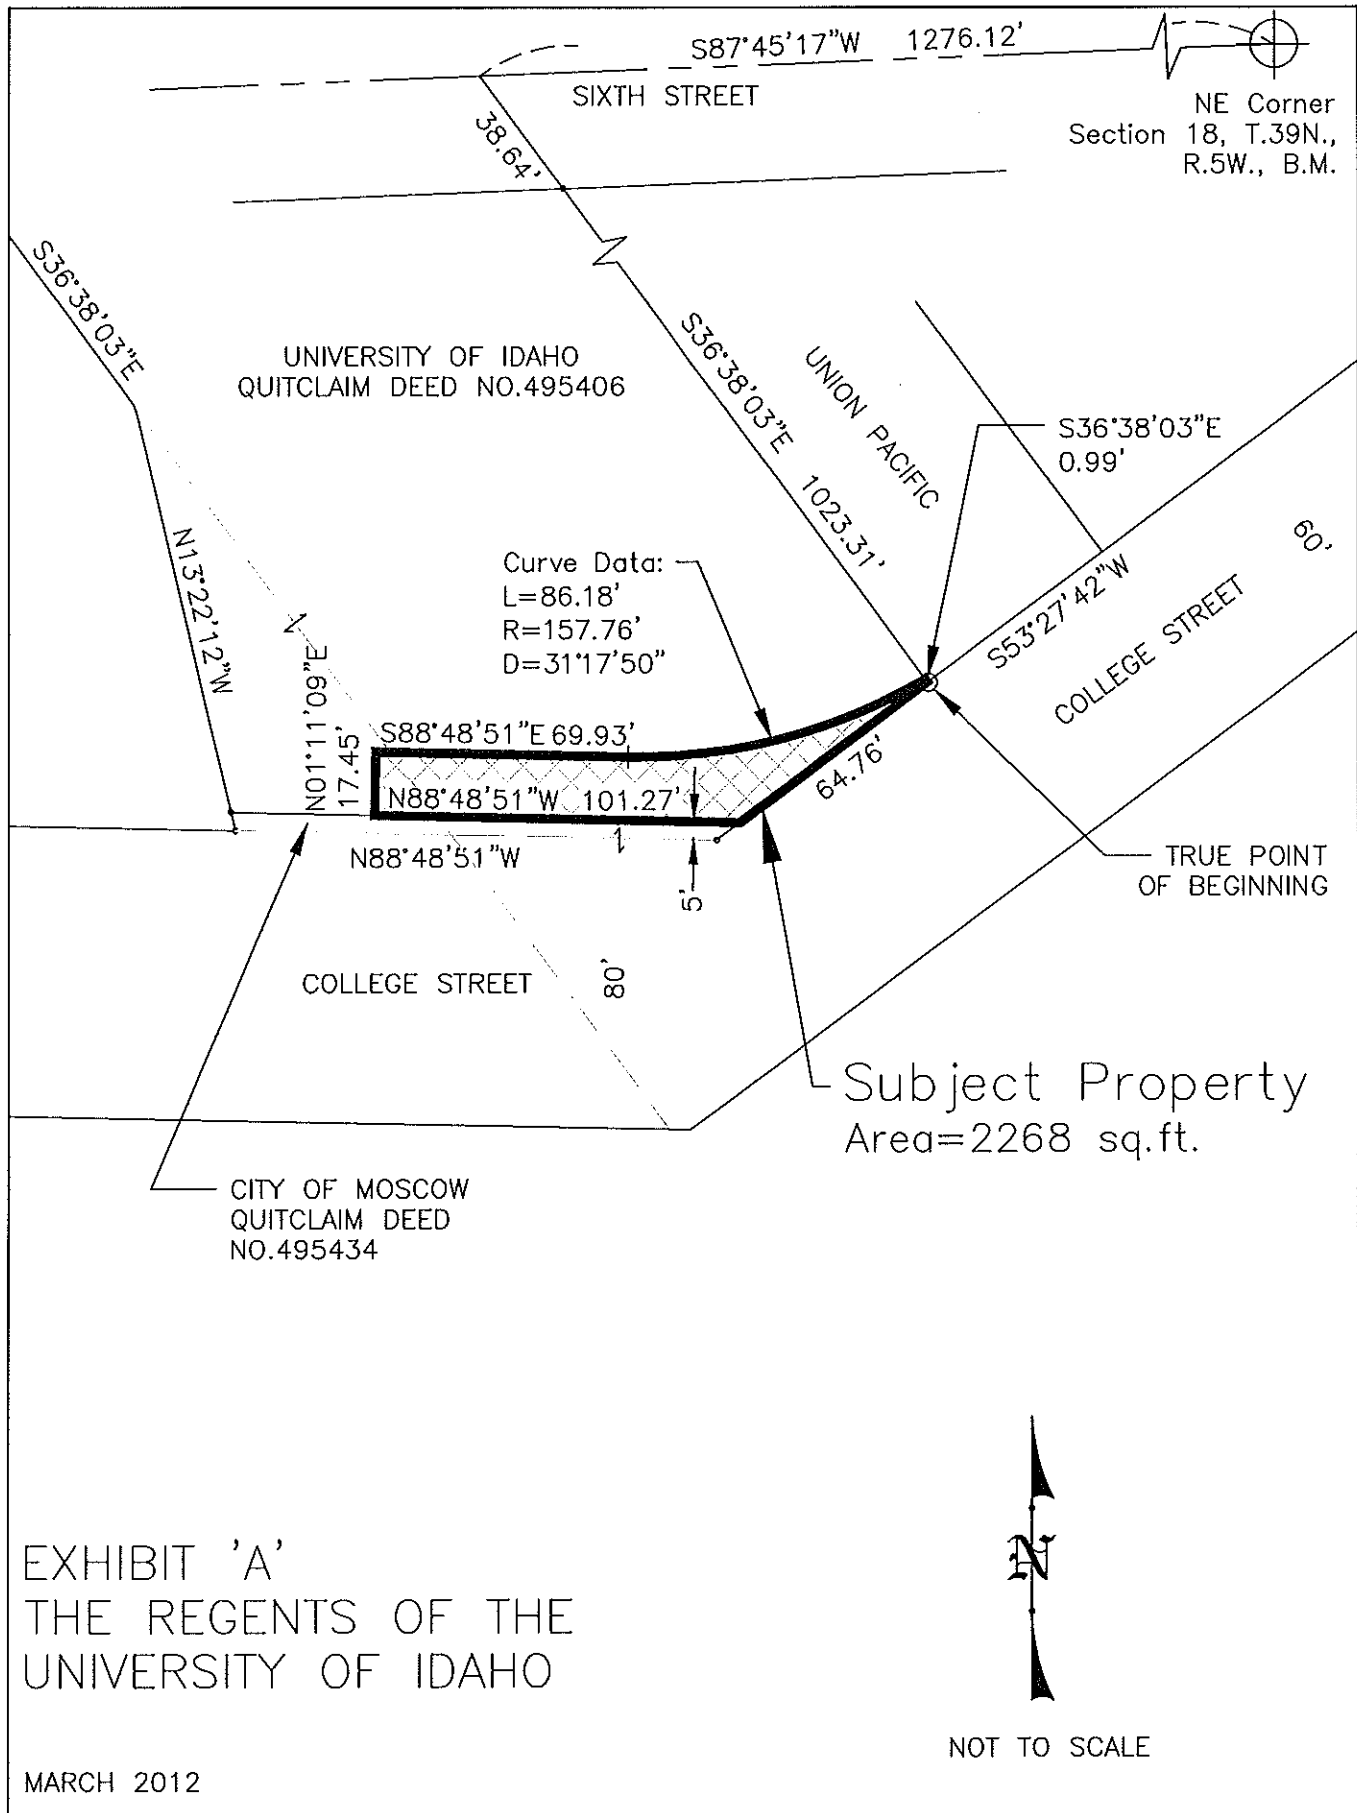 S87°45'17"W 1276.12'
SIXTH STREET
NE Corner
Section 18, T.39N.,
R.5W., B.M.
38.64'
S36°38'03"E
UNIVERSITY OF IDAHO
QUITCLAIM DEED NO.495406
S36°38'03"E 1023.31'
UNION PACIFIC
S36°38'03"E
0.99'
60'
N13°22'12"W
Curve Data:
L=86.18'
R=157.76'
D=31°17'50"
S53°27'42"W
COLLEGE STREET
N01°11'09"E
17.45'
S88°48'51"E 69.93'
N88°48'51"W 101.27'
64.76'
N88°48'51"W
5'
TRUE POINT
OF BEGINNING
COLLEGE STREET
80'
Subject Property
Area=2268 sq.ft.
CITY OF MOSCOW
QUITCLAIM DEED
NO.495434
N
EXHIBIT 'A'
THE REGENTS OF THE
UNIVERSITY OF IDAHO
NOT TO SCALE
MARCH 2012